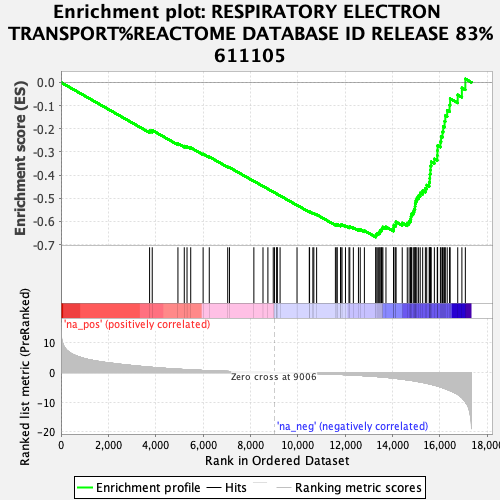 Enrichment plot: RESPIRATORY ELECTRON
TRANSPORT%REACTOME DATABASE ID RELEASE 83%
611105
Enrichment score (ES)
0.0
-0.1
-0.2
-0.3
-0.4
-0.5
-0.6
-0.7
'na_pos' (positively correlated)
Ranked list metric (PreRanked)
10
5
0
-5
-10
-15
-20
Zero cross at 9006
'na_neg' (negatively correlated)
0
2,000
4,000
6,000
8,000
10,000
12,000
14,000
16,000
18,000
Rank in Ordered Dataset
Enrichment profile
Hits
Ranking metric scores